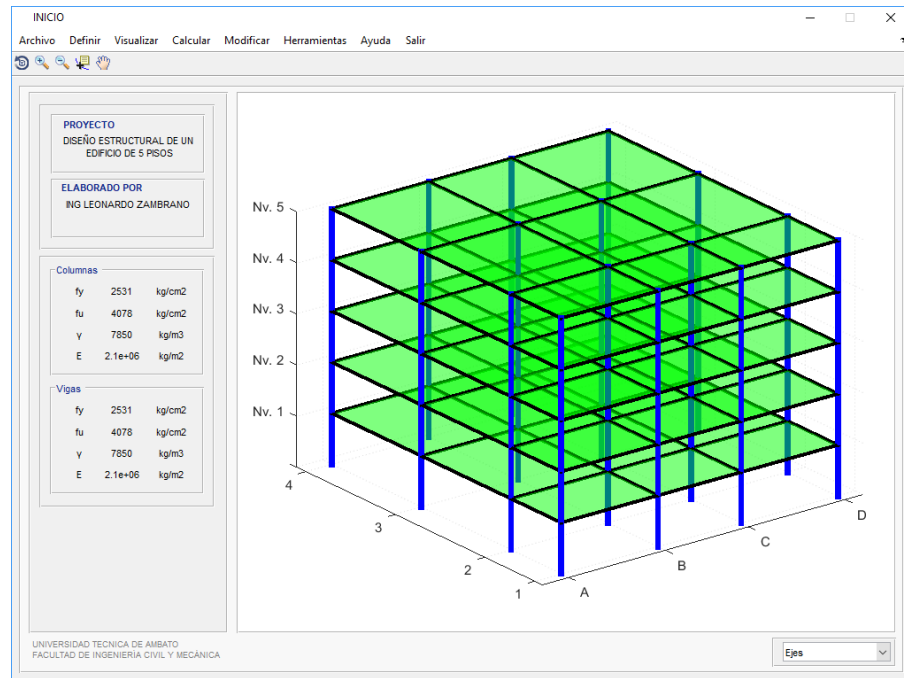 INICIO
Archivo Definir Visualizar Calcular Modificar Herramientas Ayuda Salir
PROYECTO
DISEÑO ESTRUCTURAL DE UN
EDIFICIO DE 5 PISOS
ELABORADO POR
ING LEONARDO ZAMBRANO
Columnas
fy 2531 kg/cm2
fu 4078 kg/cm2
γ 7850 kg/m3
E 2.1e+06 kg/m2
Vigas
fy 2531 kg/cm2
fu 4078 kg/cm2
γ 7850 kg/m3
E 2.1e+06 kg/m2
Nv. 5
Nv. 4
Nv. 3
Nv. 2
Nv. 1
4
3
2
1
A
B
C
D
UNIVERSIDAD TECNICA DE AMBATO
FACULTAD DE INGENIERÍA CIVIL Y MECÁNICA
Ejes